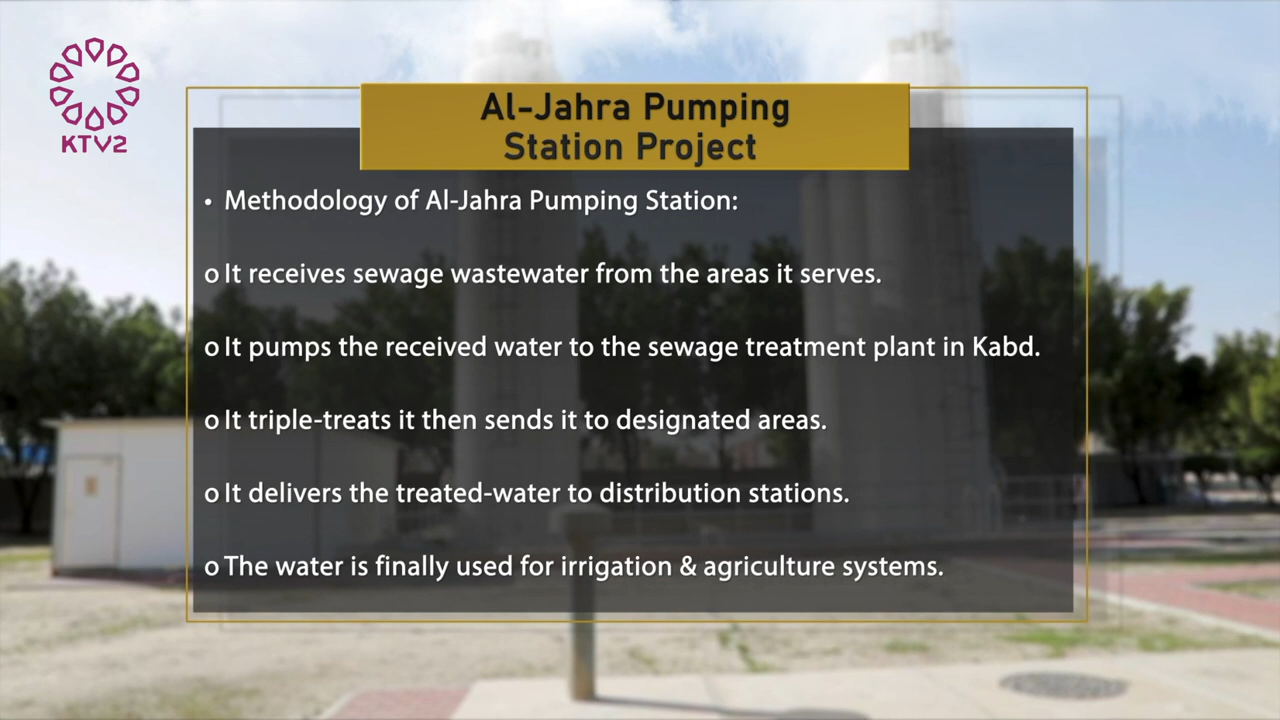 KTV2
Al-Jahra Pumping
Station Project
• Methodology of Al-Jahra Pumping Station:
o It receives sewage wastewater from the areas it serves.
o It pumps the received water to the sewage treatment plant in Kabd.
o It triple-treats it then sends it to designated areas.
o It delivers the treated-water to distribution stations.
o The water is finally used for irrigation & agriculture systems.